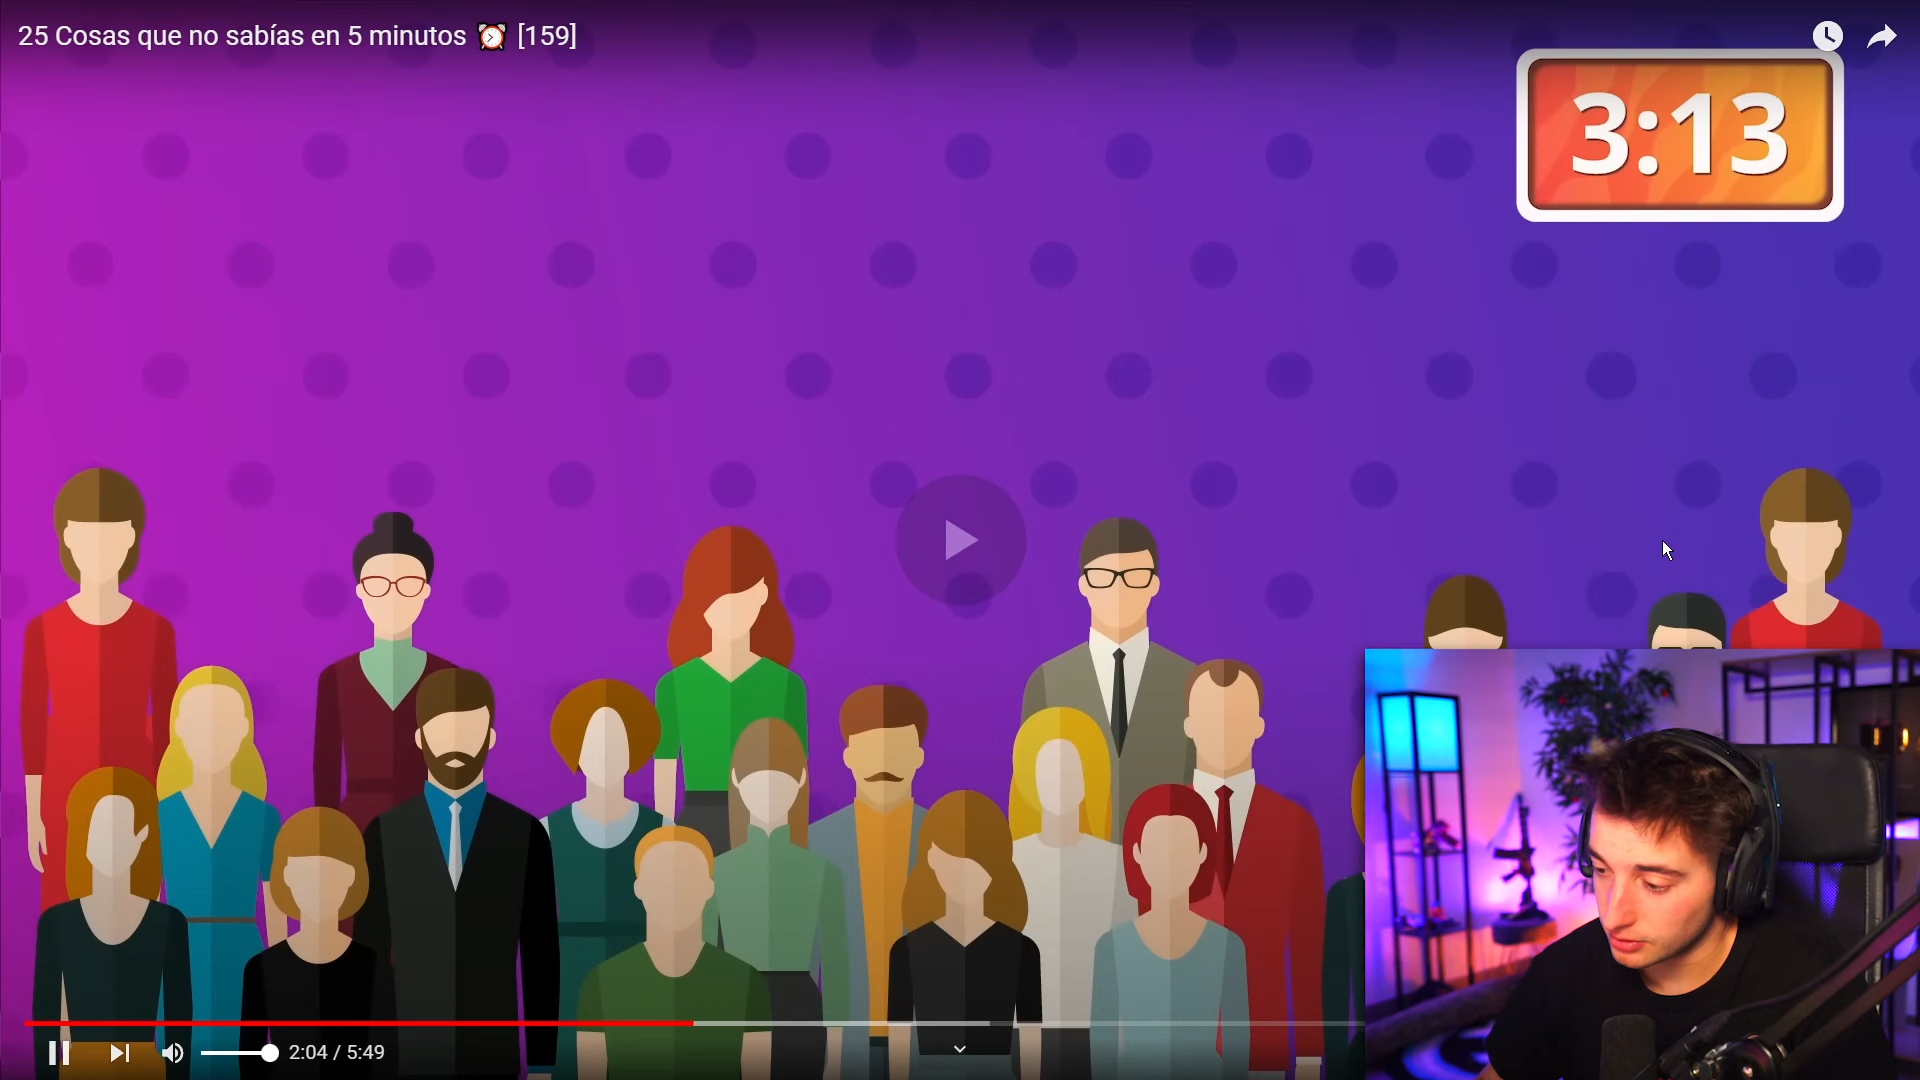 25 Cosas que no sabías en 5 minutos ⏰ [159]
3:13
2:04 / 5:49